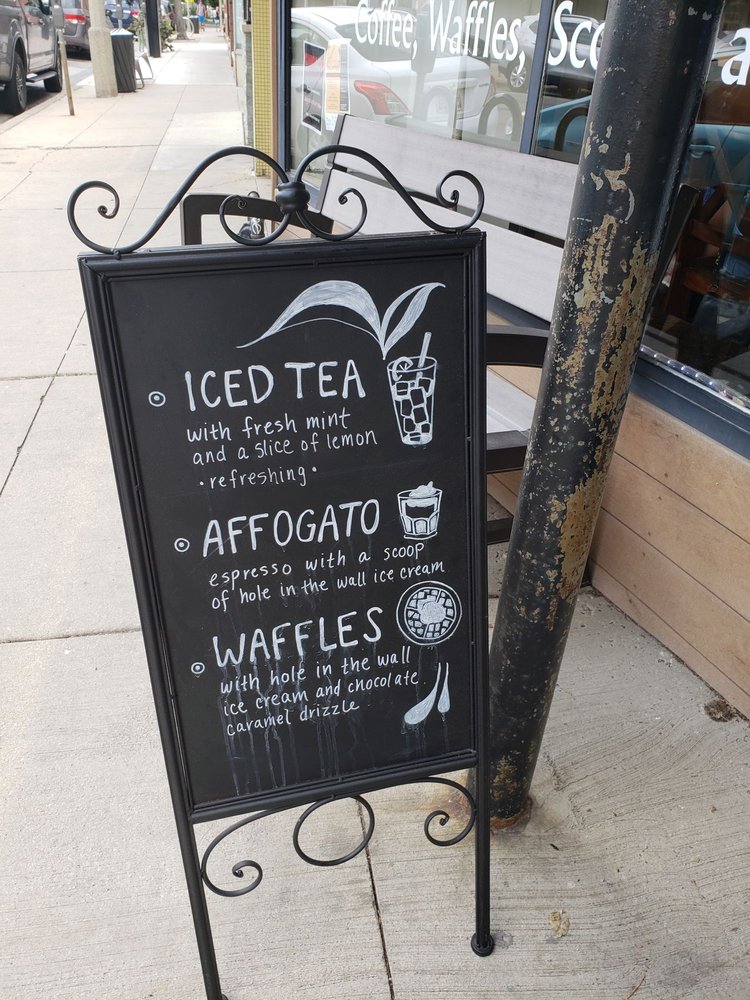 Coffee, Waffles, Sco
a
ICED TEA
with fresh mint
and a slice of lemon
• refreshing •
AFFOGATO
espresso with a scoop
of hole in the wall ice cream
WAFFLES
with hole in the wall
ice cream and chocolate
caramel drizzle